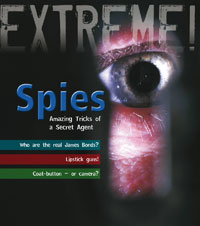 EXTREME!
Spies
Amazing Tricks of
a Secret Agent
Who are the real James Bonds?
Lipstick guns!
Coat-button – or camera?